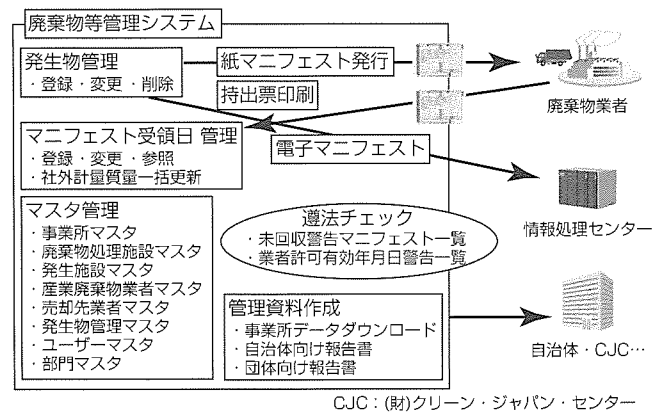 廃棄物等管理システム
発生物管理
・登録・変更・削除
紙マニフェスト発行
持出票印刷
廃棄物業者
マニフェスト受領日 管理
・登録・変更・参照
・社外計量質量一括更新
電子マニフェスト
情報処理センター
マスタ管理
・事業所マスタ
・廃棄物処理施設マスタ
・発生施設マスタ
・産業廃棄物業者マスタ
・売却先業者マスタ
・発生物管理マスタ
・ユーザーマスタ
・部門マスタ
遵法チェック
・未回収警告マニフェスト一覧
・業者許可有効年月日警告一覧
管理資料作成
・事業所データダウンロード
・自治体向け報告書
・団体向け報告書
自治体・CJC…
CJC：(財)クリーン・ジャパン・センター